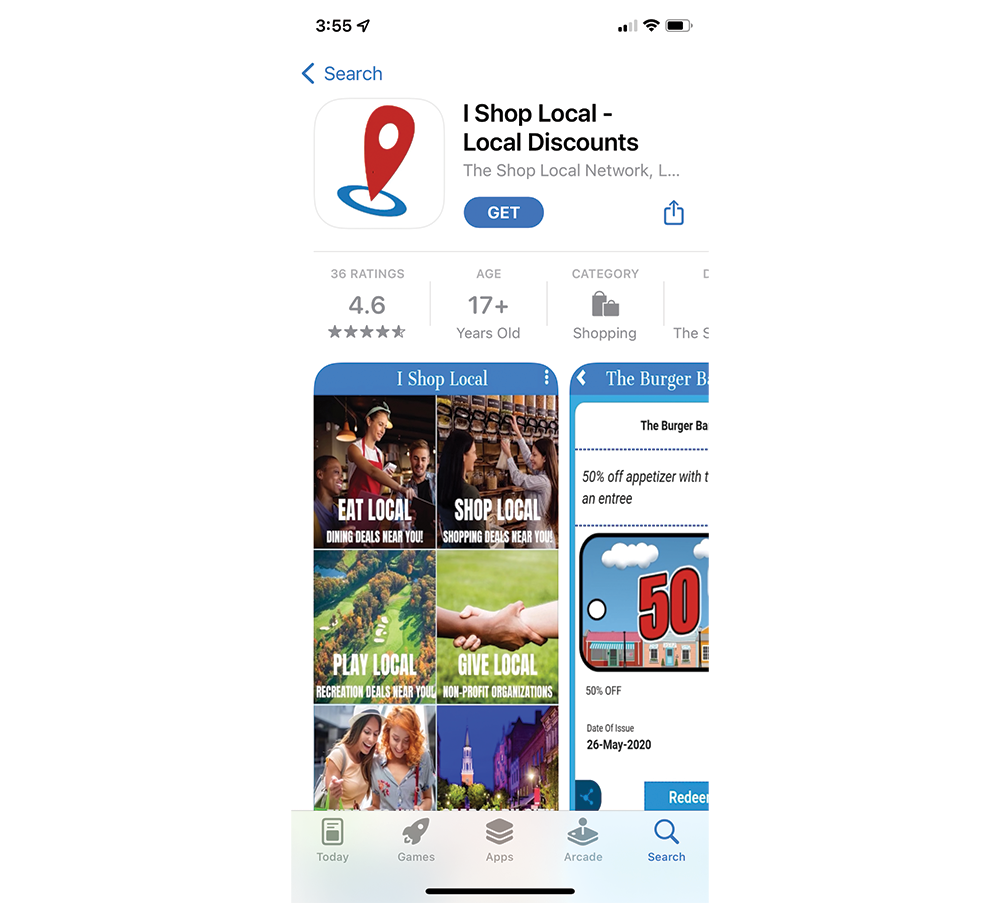 3:55
Search
I Shop Local -
Local Discounts
The Shop Local Network, L...
GET
36 RATINGS
AGE
CATEGORY
D
4.6
17+
Years Old
Shopping
The S
I Shop Local
EAT LOCAL
DINING DEALS NEAR YOU!
SHOP LOCAL
SHOPPING DEALS NEAR YOU!
PLAY LOCAL
RECREATION DEALS NEAR YOU!
GIVE LOCAL
NON-PROFIT ORGANIZATIONS
The Burger Ba
The Burger Ba
50% off appetizer with t
an entree
50
50% OFF
Date Of Issue
26-May-2020
Redeem
Today
Games
Apps
Arcade
Search